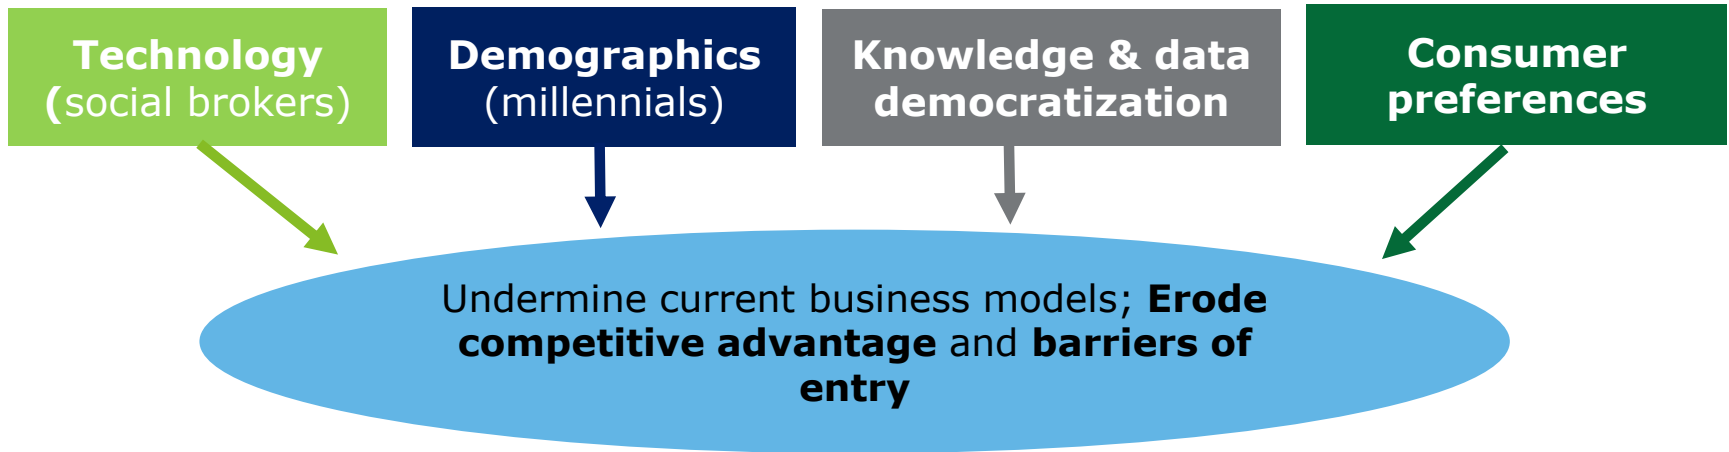 Technology
(social brokers)
Demographics
(millennials)
Knowledge & data
democratization
Consumer
preferences
Undermine current business models; Erode
competitive advantage and barriers of
entry